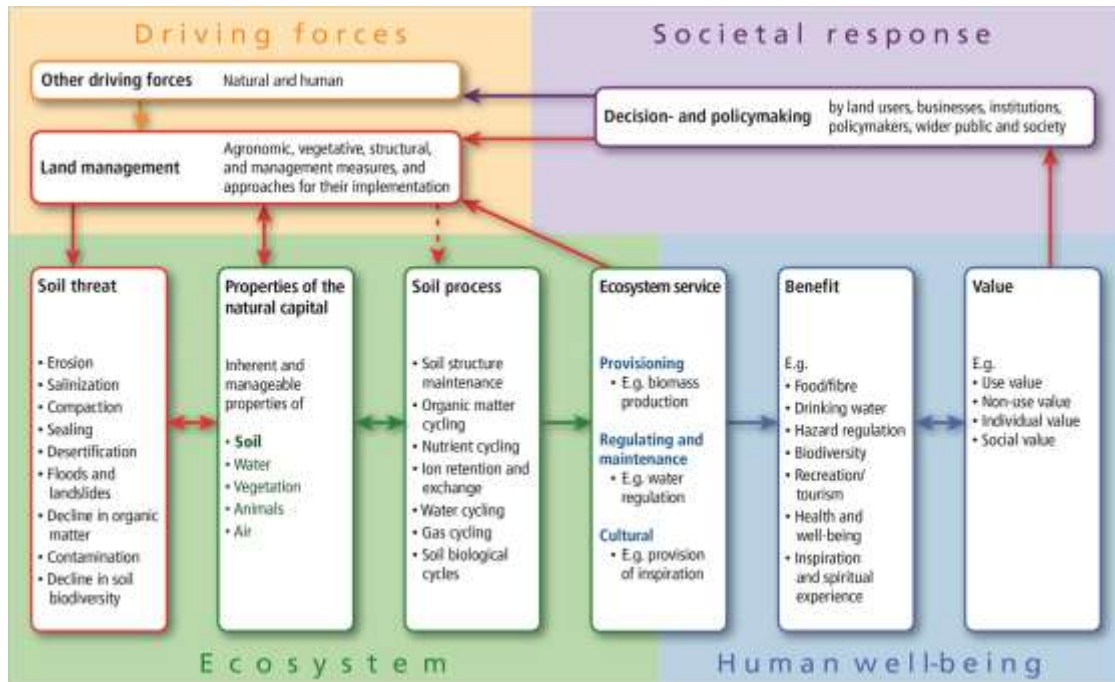 Driving forces
Societal response
Other driving forces
Natural and human
Decision- and policymaking
by land users, businesses, institutions,
policymakers, wider public and society
Land management
Agronomic, vegetative, structural,
and management measures, and
approaches for their implementation
Soil threat
• Erosion
• Salinization
• Compaction
• Sealing
• Desertification
• Floods and
landslides
• Decline in organic
matter
• Contamination
• Decline in soil
biodiversity
Properties of the
natural capital
Inherent and
manageable
properties of
• Soil
• Water
• Vegetation
• Animals
• Air
Soil process
• Soil structure
maintenance
• Organic matter
cycling
• Nutrient cycling
• Ion retention and
exchange
• Water cycling
• Gas cycling
• Soil biological
cycles
Ecosystem service
Provisioning
• E.g. biomass
production
Regulating and
maintenance
• E.g. water
regulation
Cultural
• E.g. provision
of inspiration
Benefit
E.g.
• Food/fibre
• Drinking water
• Hazard regulation
• Biodiversity
• Recreation/
tourism
• Health and
well-being
• Inspiration
and spiritual
experience
Value
E.g.
• Use value
• Non-use value
• Individual value
• Social value
Ecosystem
Human well-being